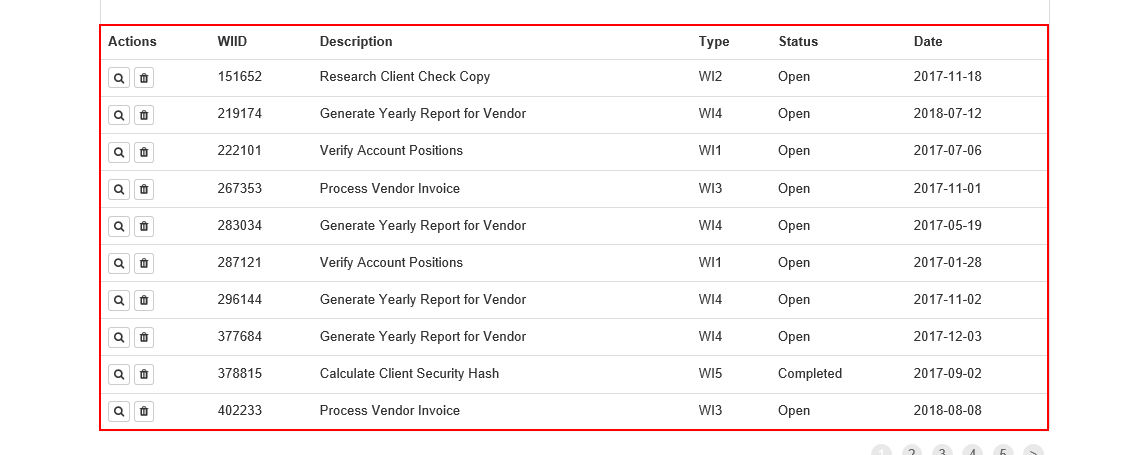 Actions WIID Description Type Status Date
151652 Research Client Check Copy WI2 Open 2017-11-18
219174 Generate Yearly Report for Vendor WI4 Open 2018-07-12
222101 Verify Account Positions WI1 Open 2017-07-06
267353 Process Vendor Invoice WI3 Open 2017-11-01
283034 Generate Yearly Report for Vendor WI4 Open 2017-05-19
287121 Verify Account Positions WI1 Open 2017-01-28
296144 Generate Yearly Report for Vendor WI4 Open 2017-11-02
377684 Generate Yearly Report for Vendor WI4 Open 2017-12-03
378815 Calculate Client Security Hash WI5 Completed 2017-09-02
402233 Process Vendor Invoice WI3 Open 2018-08-08
1 2 3 4 5 >